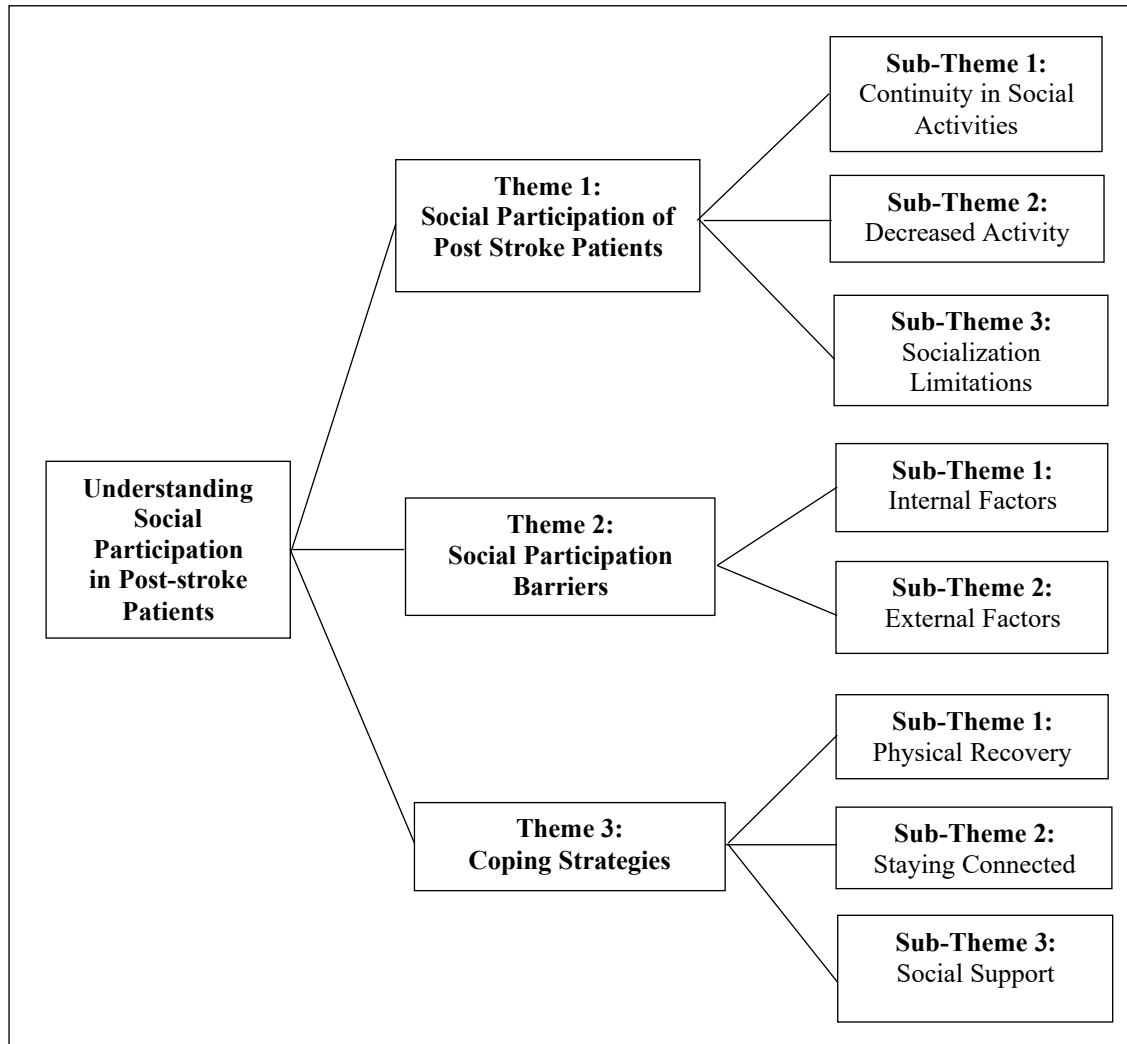 Understanding
Social
Participation
in Post-stroke
Patients
Theme 1:
Social Participation of
Post Stroke Patients
Sub-Theme 1:
Continuity in Social
Activities
Sub-Theme 2:
Decreased Activity
Sub-Theme 3:
Socialization
Limitations
Theme 2:
Social Participation
Barriers
Sub-Theme 1:
Internal Factors
Sub-Theme 2:
External Factors
Theme 3:
Coping Strategies
Sub-Theme 1:
Physical Recovery
Sub-Theme 2:
Staying Connected
Sub-Theme 3:
Social Support